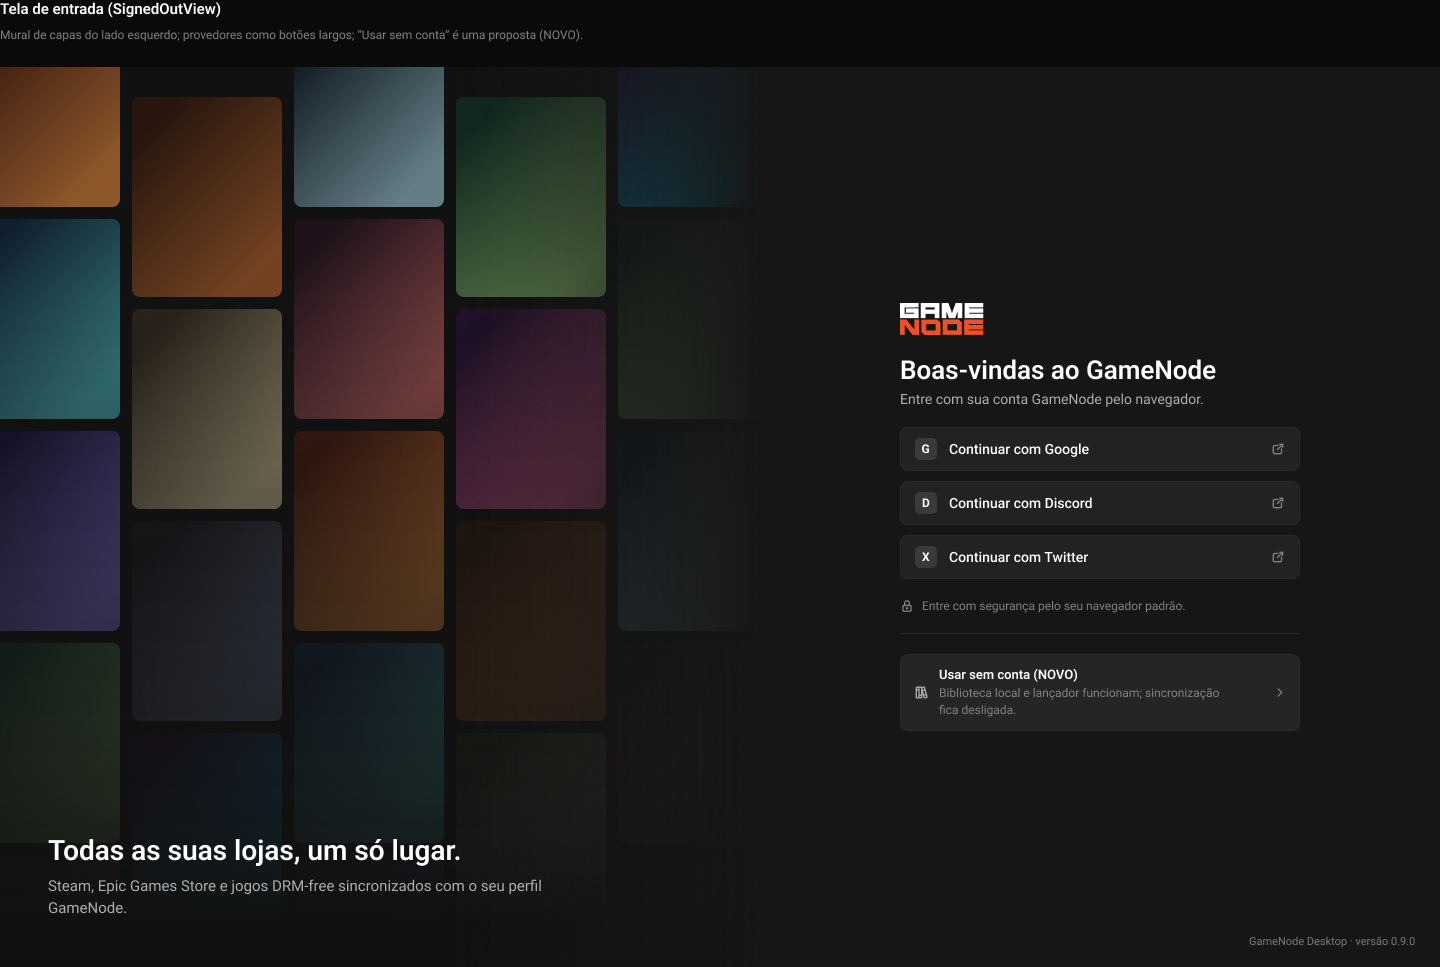 Tela de entrada (SignedOutView)
Mural de capas do lado esquerdo; provedores como botões largos; "Usar sem conta" é uma proposta (NOVO).
GAME
NODE
Boas-vindas ao GameNode
Entre com sua conta GameNode pelo navegador.
G Continuar com Google
D Continuar com Discord
X Continuar com Twitter
Entre com segurança pelo seu navegador padrão.
Usar sem conta (NOVO)
Biblioteca local e lançador funcionam; sincronização
fica desligada.
Todas as suas lojas, um só lugar.
Steam, Epic Games Store e jogos DRM-free sincronizados com o seu perfil
GameNode.
GameNode Desktop · versão 0.9.0